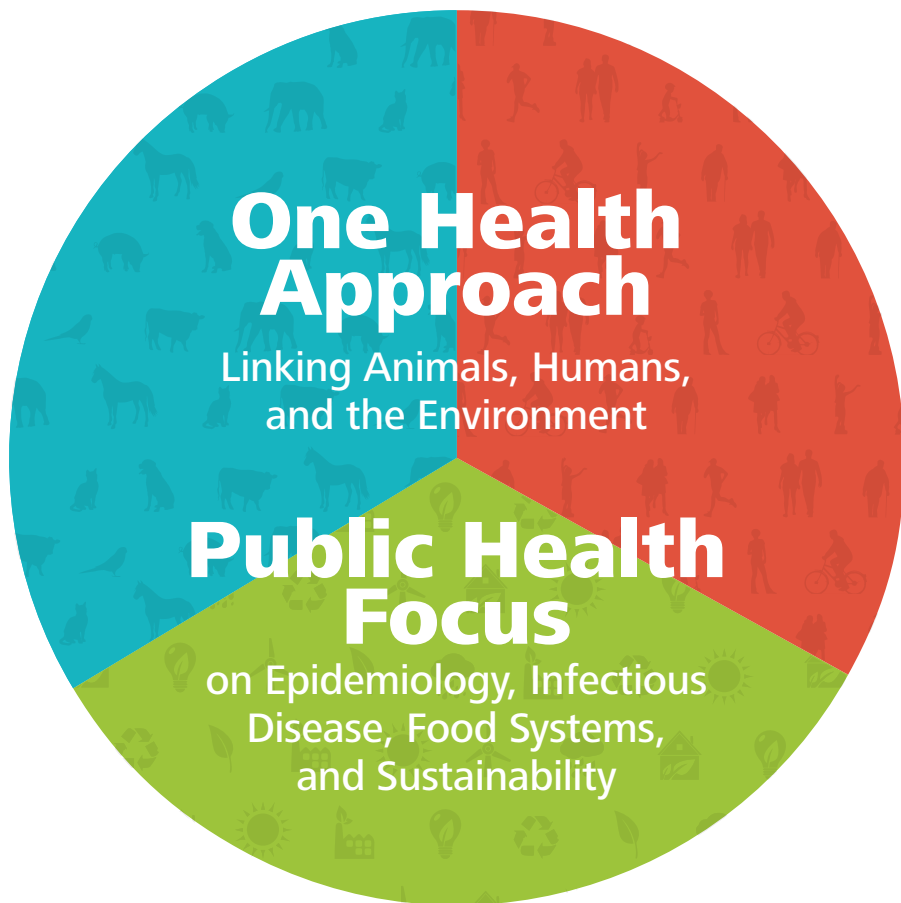 One Health
Approach
Linking Animals, Humans,
and the Environment
Public Health
Focus
on Epidemiology, Infectious
Disease, Food Systems,
and Sustainability